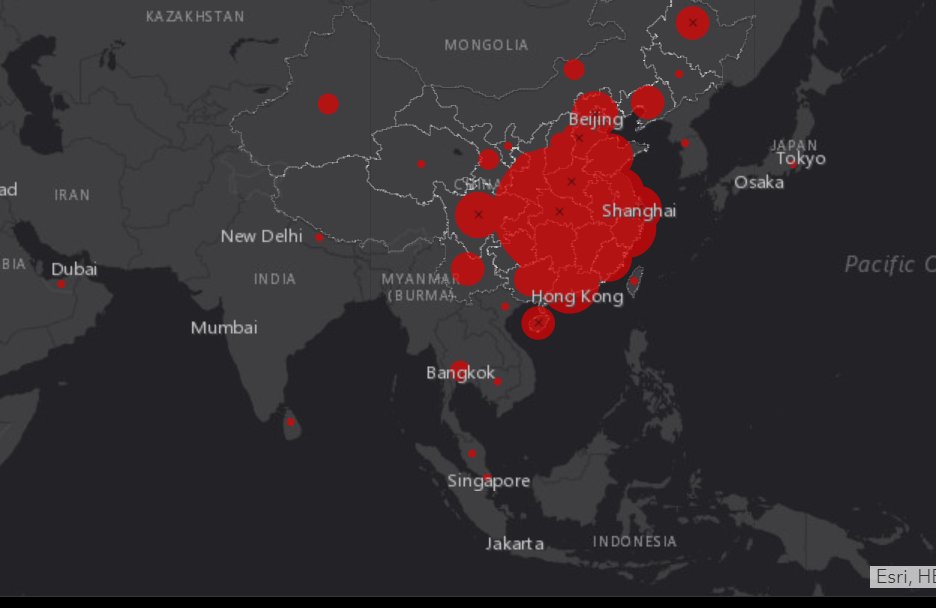 KAZAKHSTAN
MONGOLIA
Beijing
JAPAN
Tokyo
Osaka
ad
IRAN
CHINA
Shanghai
New Delhi
BIA
Dubai
INDIA
MYANMAR
(BURMA)
Hong Kong
Pacific O
Mumbai
Bangkok
Singapore
Jakarta
INDONESIA
Esri, HE